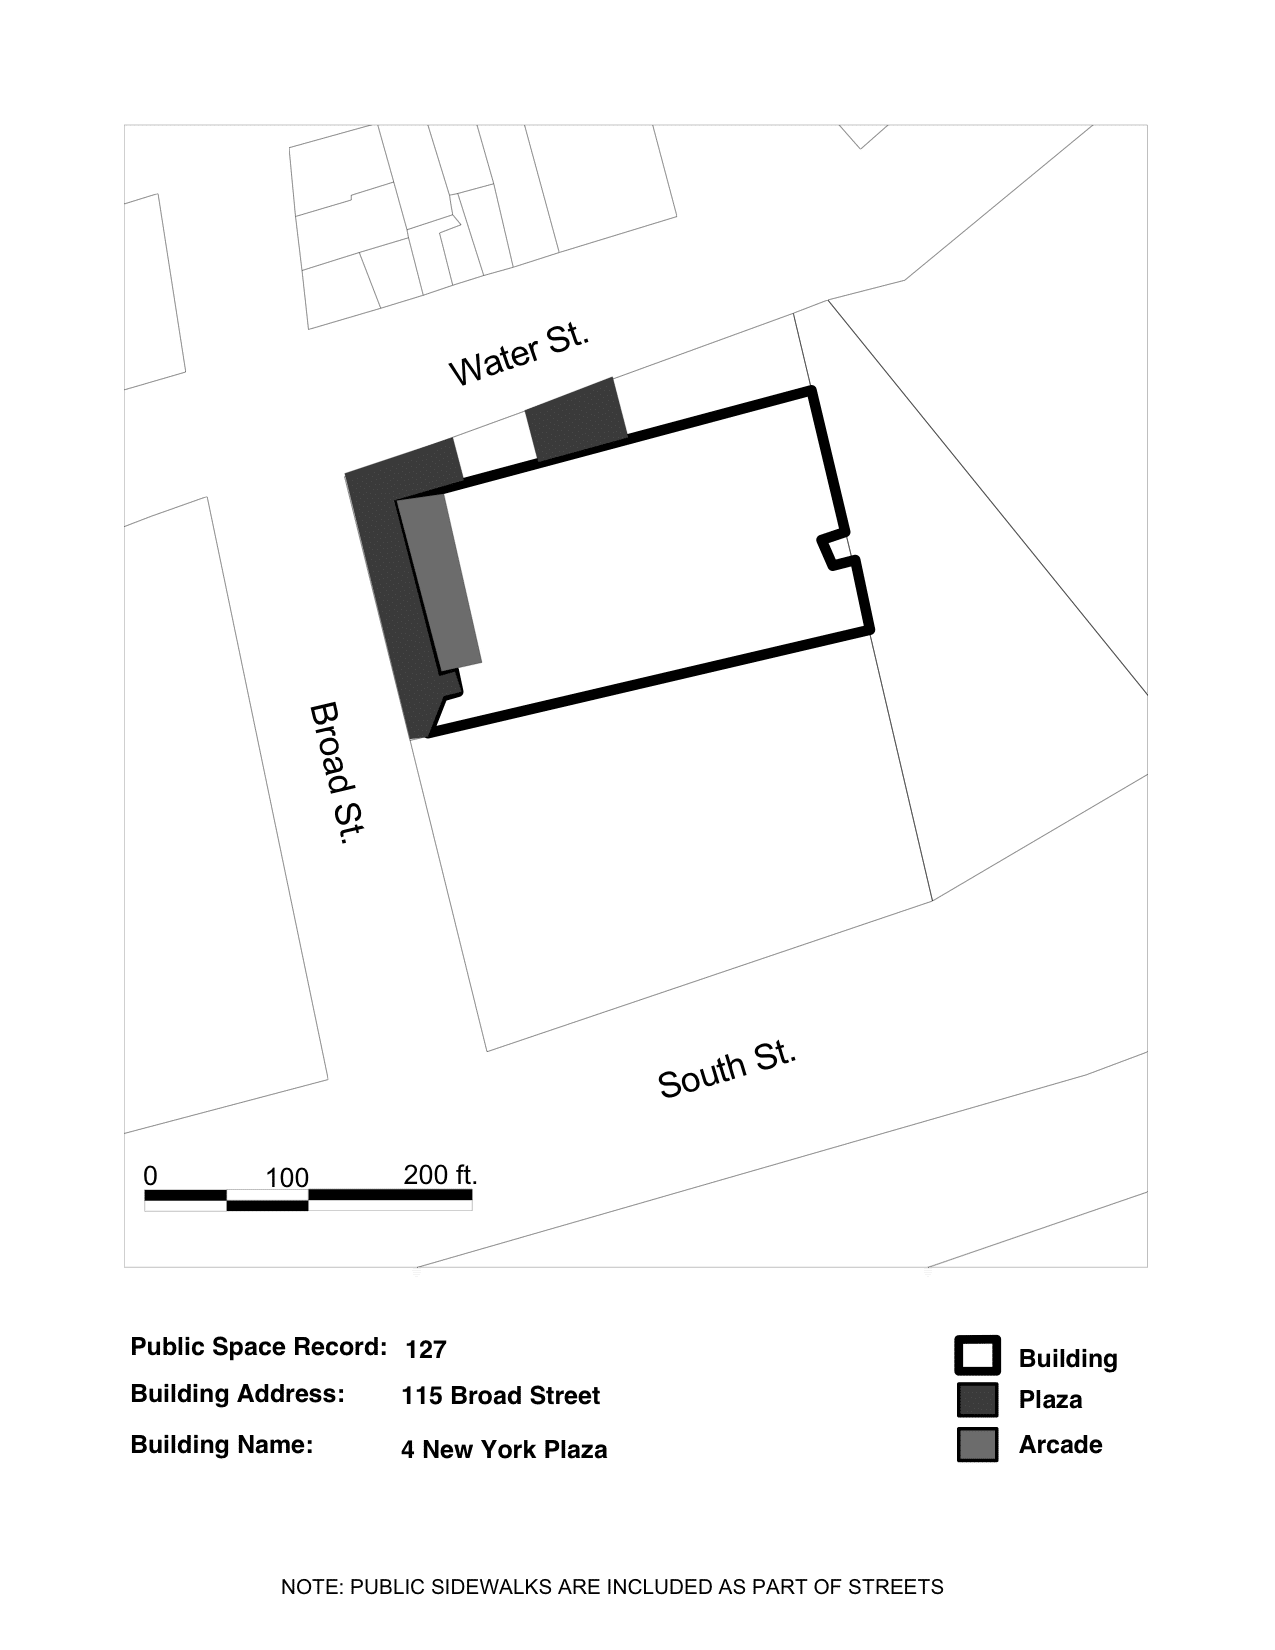 Water St.
Broad St.
South St.
0 100 200 ft.
Public Space Record: 127
Building Address: 115 Broad Street
Building Name: 4 New York Plaza
Building
Plaza
Arcade
NOTE: PUBLIC SIDEWALKS ARE INCLUDED AS PART OF STREETS